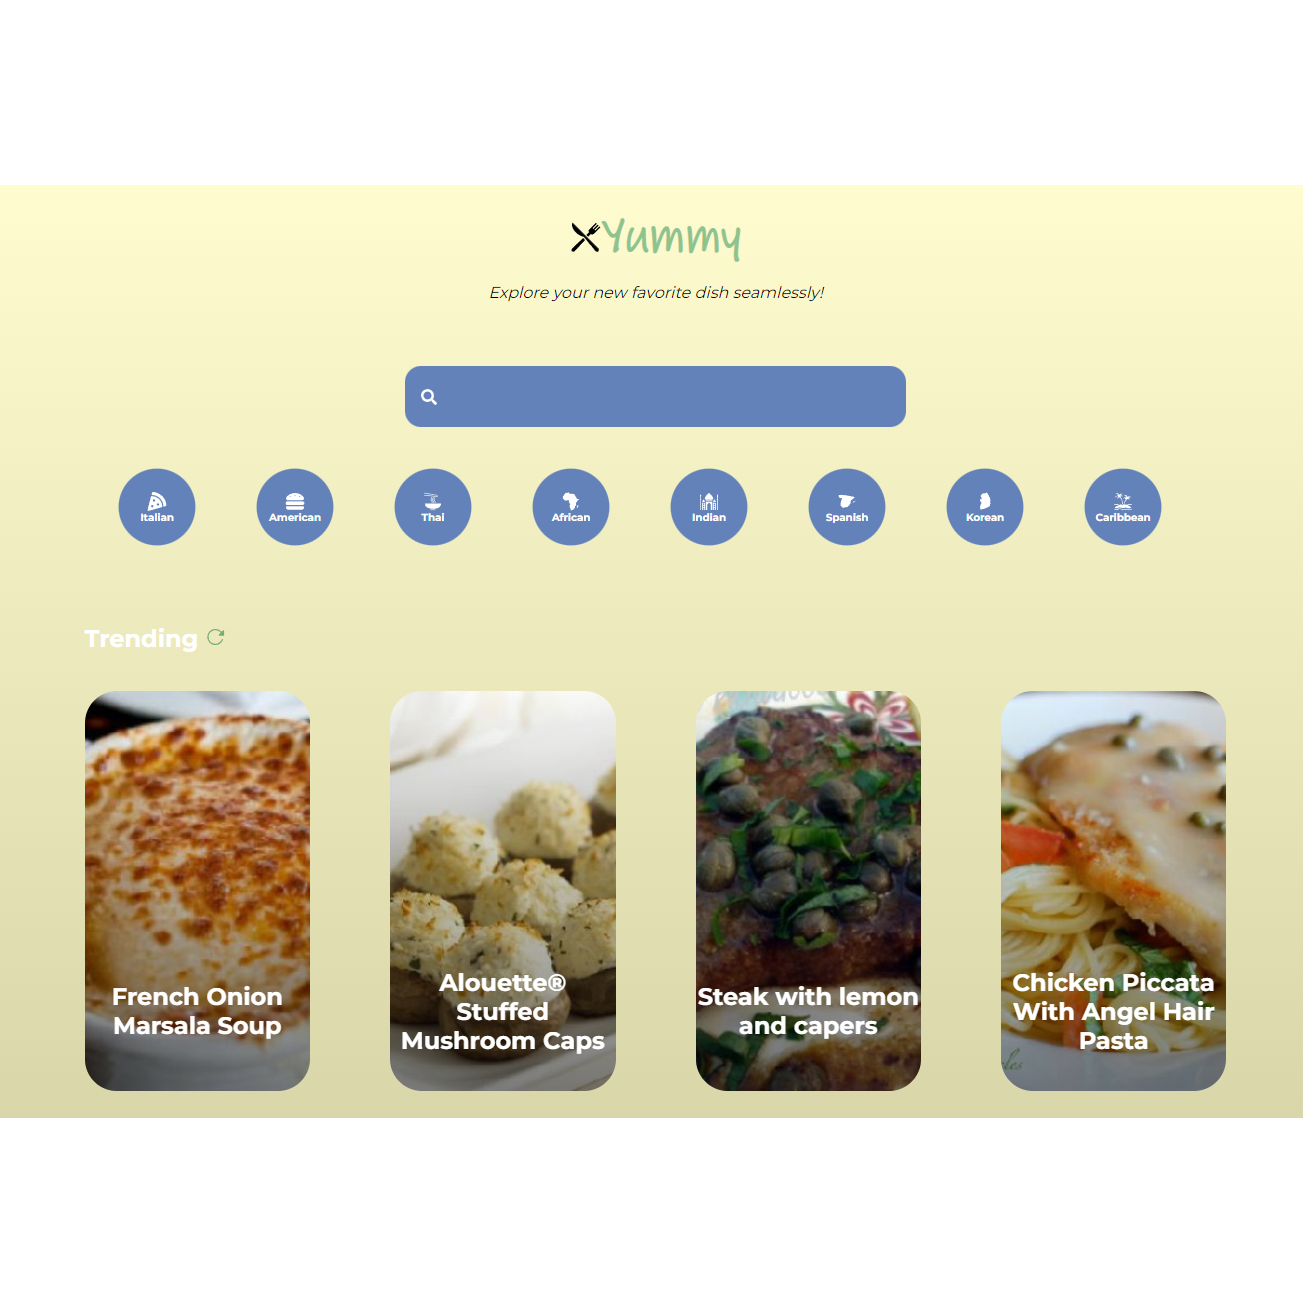 Yummy
Explore your new favorite dish seamlessly!
Italian
American
Thai
African
Indian
Spanish
Korean
Caribbean
Trending
French Onion
Marsala Soup
Alouette®
Stuffed
Mushroom Caps
Steak with lemon
and capers
Chicken Piccata
With Angel Hair
Pasta